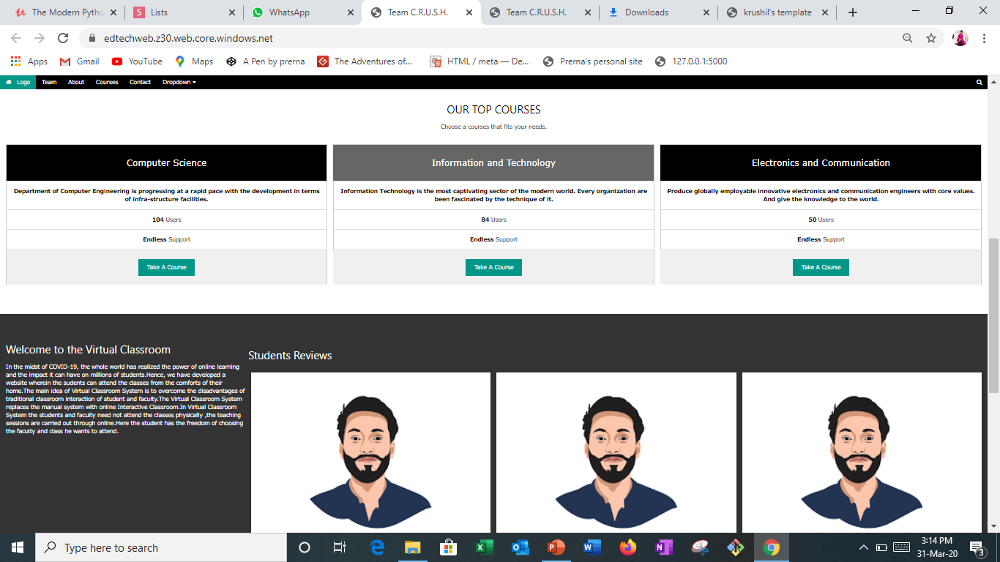 The Modern Pytho
Lists
WhatsApp
Team C.R.U.S.H.
Team C.R.U.S.H.
Downloads
krushil's template
edtechweb.z30.web.core.windows.net
Apps
Gmail
YouTube
Maps
A Pen by prerna
The Adventures of...
HTML / meta — De...
Prerna's personal site
127.0.0.1:5000
Logo
Team
About
Courses
Contact
Dropdown
OUR TOP COURSES
Choose a courses that fits your needs.
Computer Science
Department of Computer Engineering is progressing at a rapid pace with the development in terms
of infra-structure facilities.
104 Users
Endless Support
Take A Course
Information and Technology
Information Technology is the most captivating sector of the modern world. Every organization are
been fascinated by the technique of it.
84 Users
Endless Support
Take A Course
Electronics and Communication
Produce globally employable innovative electronics and communication engineers with core values.
And give the knowledge to the world.
50 Users
Endless Support
Take A Course
Welcome to the Virtual Classroom
In the midst of COVID-19, the whole world has realized the power of online learning
and the impact it can have on millions of students.Hence, we have developed a
website wherein the sudents can attend the classes from the comforts of their
home.The main idea of Virtual Classroom System is to overcome the disadvantages of
traditional classroom interaction of student and faculty.The Virtual Classroom System
replaces the manual system with online Interactive Classroom.In Virtual Classroom
System the students and faculty need not attend the classes physically ,the teaching
sessions are carried out through online.Here the student has the freedom of choosing
the faculty and class he wants to attend.
Students Reviews
Type here to search
3:14 PM
31-Mar-20
3